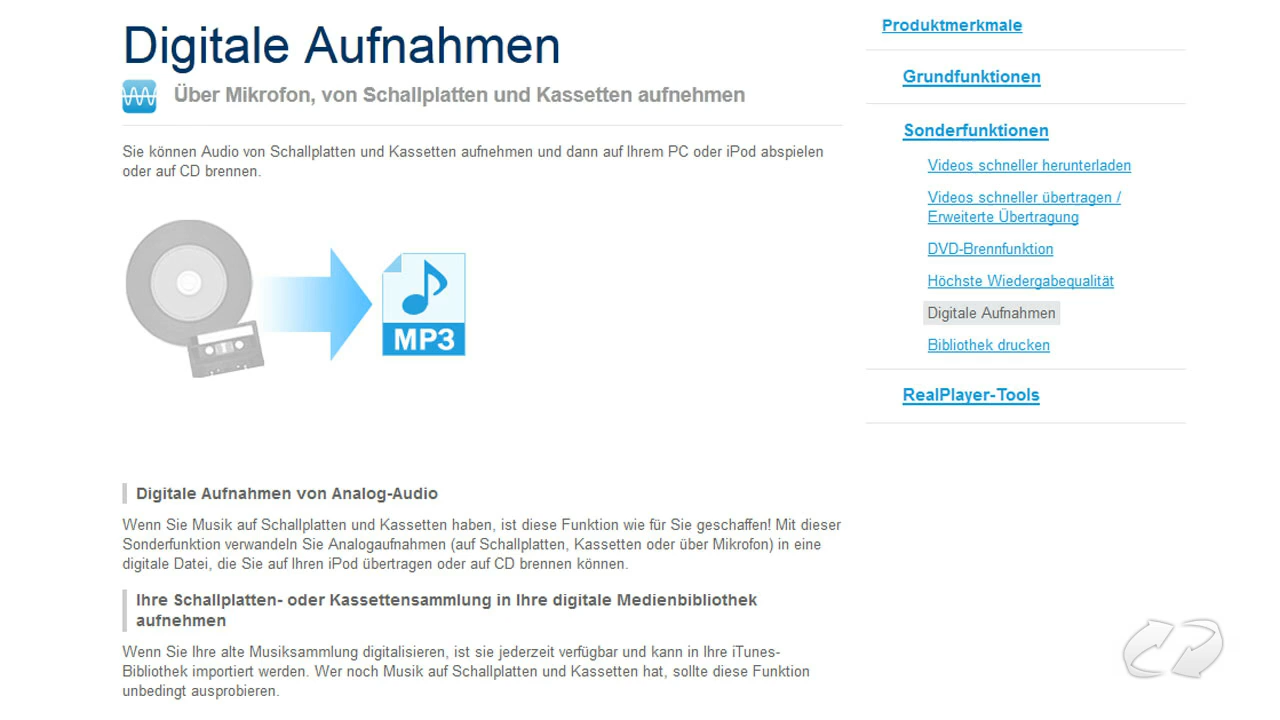 Digitale Aufnahmen
Über Mikrofon, von Schallplatten und Kassetten aufnehmen
Sie können Audio von Schallplatten und Kassetten aufnehmen und dann auf Ihrem PC oder iPod abspielen
oder auf CD brennen.
MP3
Digitale Aufnahmen von Analog-Audio
Wenn Sie Musik auf Schallplatten und Kassetten haben, ist diese Funktion wie für Sie geschaffen! Mit dieser
Sonderfunktion verwandeln Sie Analogaufnahmen (auf Schallplatten, Kassetten oder über Mikrofon) in eine
digitale Datei, die Sie auf Ihren iPod übertragen oder auf CD brennen können.
Ihre Schallplatten- oder Kassettensammlung in Ihre digitale Medienbibliothek
aufnehmen
Wenn Sie Ihre alte Musiksammlung digitalisieren, ist sie jederzeit verfügbar und kann in Ihre iTunes-
Bibliothek importiert werden. Wer noch Musik auf Schallplatten und Kassetten hat, sollte diese Funktion
unbedingt ausprobieren.
Produktmerkmale
Grundfunktionen
Sonderfunktionen
Videos schneller herunterladen
Videos schneller übertragen /
Erweiterte Übertragung
DVD-Brennfunktion
Höchste Wiedergabequalität
Digitale Aufnahmen
Bibliothek drucken
RealPlayer-Tools